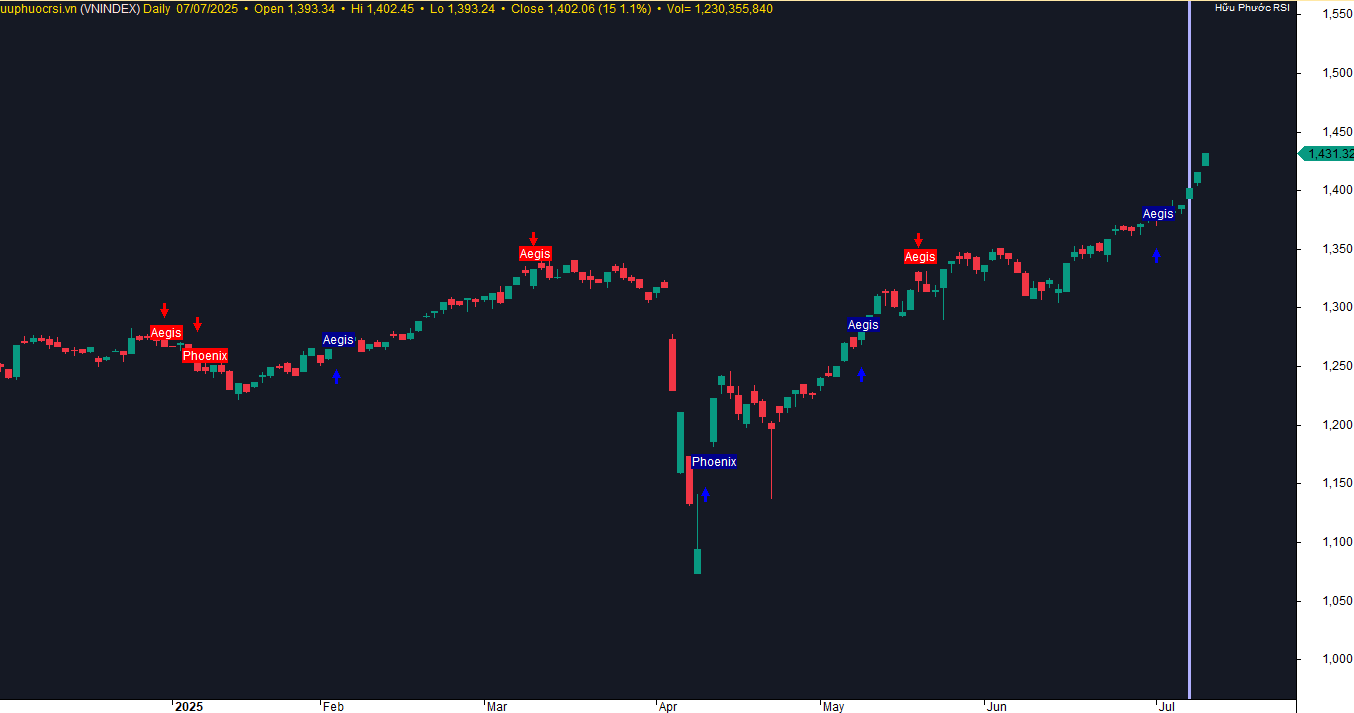 uuphuocrsi.vn (VNINDEX) Daily 07/07/2025 • Open 1,393.34 • Hi 1,402.45 • Lo 1,393.24 • Close 1,402.06 (15 1.1%) • Vol= 1,230,355,840
Hữu Phước RSI
1,550
1,500
1,450
1,431.32
1,400
Aegis
1,350
Aegis
Aegis
1,300
Aegis
Aegis
Aegis
Phoenix
1,250
1,200
Phoenix
1,150
1,100
1,050
1,000
2025 Feb Mar Apr May Jun Jul